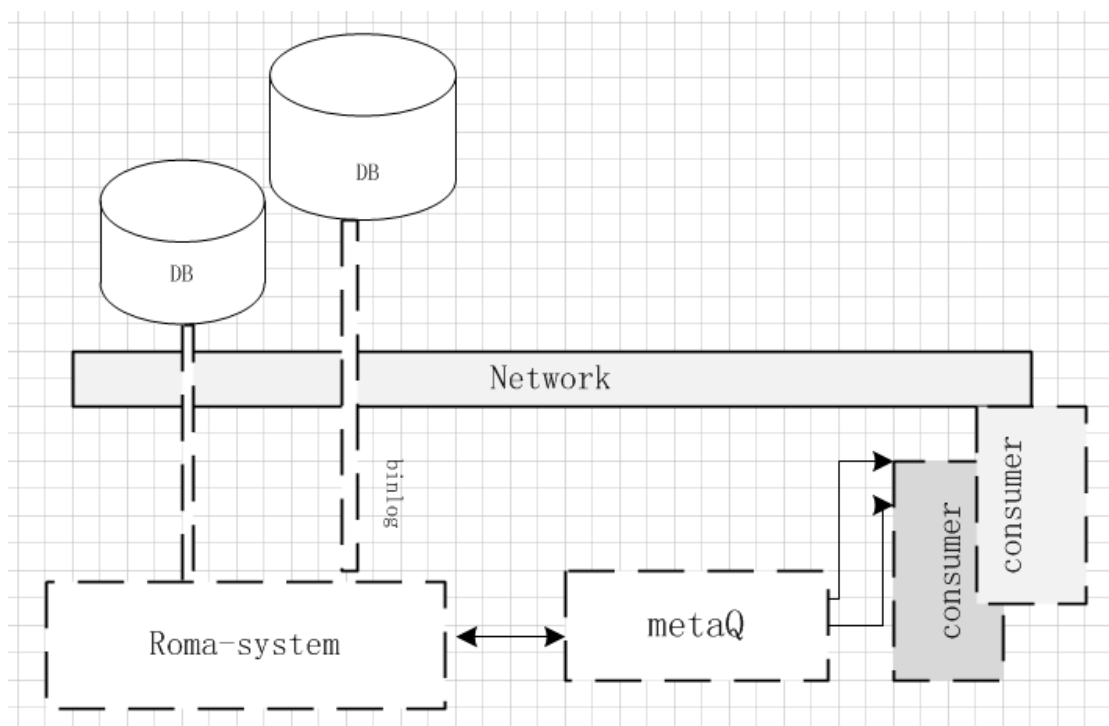 DB
DB
Network
binlog
consumer
consumer
Roma-system
metaQ